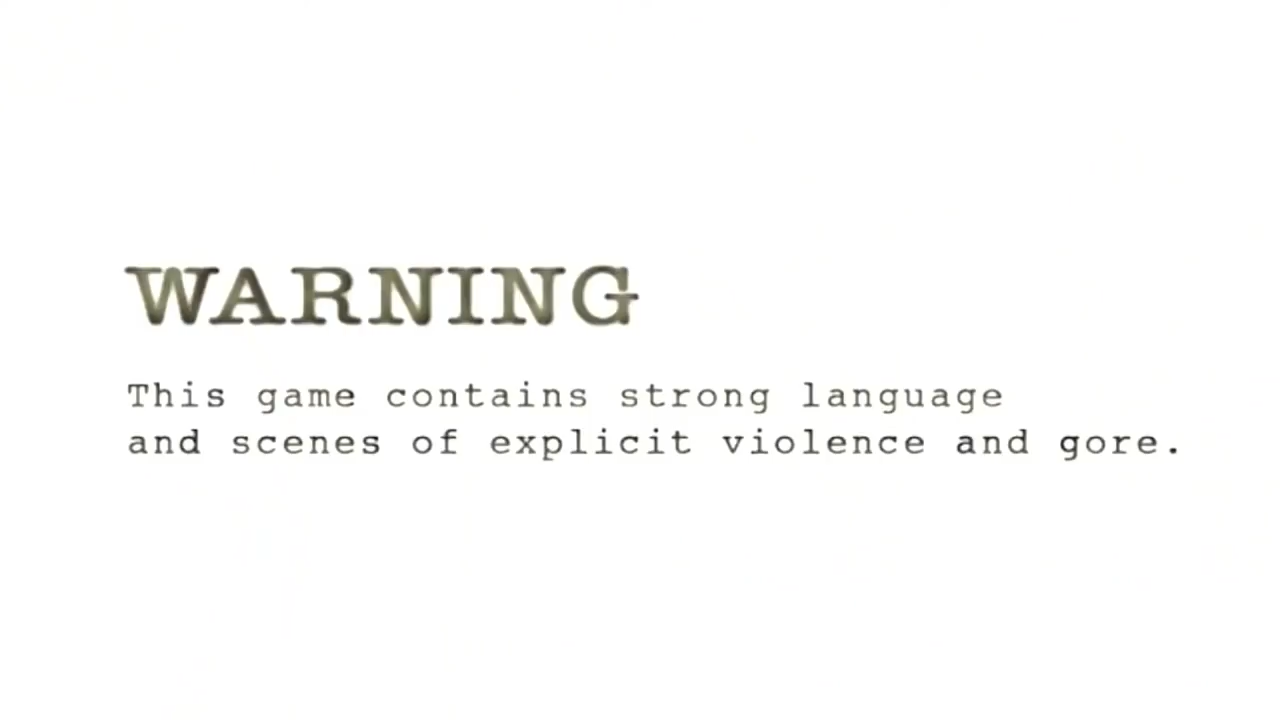 WARNING
This game contains strong language
and scenes of explicit violence and gore.